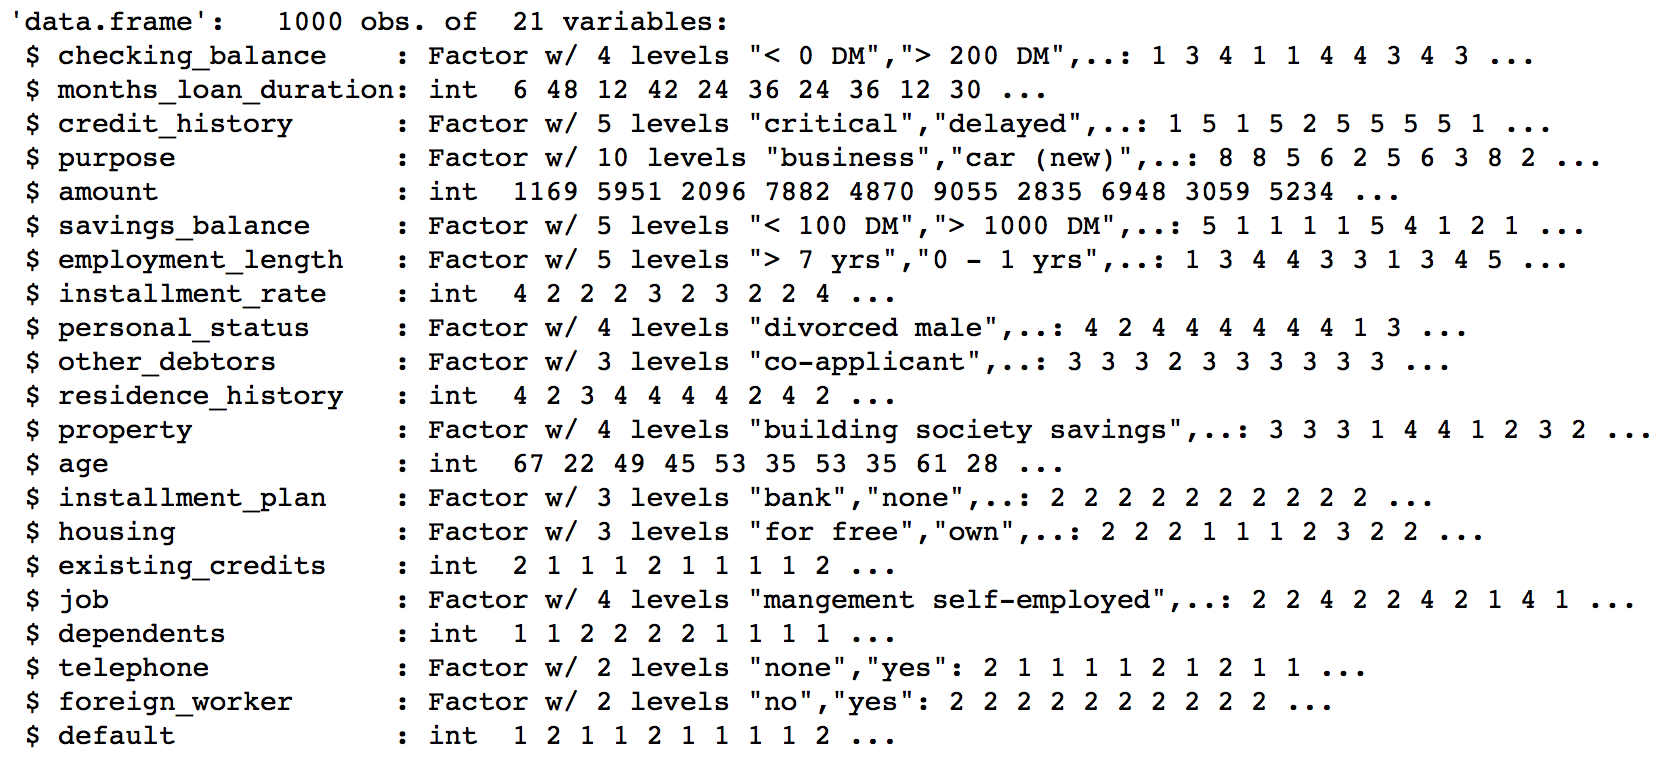 'data.frame':   1000 obs. of  21 variables:
 $ checking_balance    : Factor w/ 4 levels "< 0 DM","> 200 DM",..: 1 3 4 1 1 4 4 3 4 3 ...
 $ months_loan_duration: int  6 48 12 42 24 36 24 36 12 30 ...
 $ credit_history      : Factor w/ 5 levels "critical","delayed",..: 1 5 1 5 2 5 5 5 5 1 ...
 $ purpose             : Factor w/ 10 levels "business","car (new)",..: 8 8 5 6 2 5 6 3 8 2 ...
 $ amount              : int  1169 5951 2096 7882 4870 9055 2835 6948 3059 5234 ...
 $ savings_balance     : Factor w/ 5 levels "< 100 DM","> 1000 DM",..: 5 1 1 1 1 5 4 1 2 1 ...
 $ employment_length   : Factor w/ 5 levels "> 7 yrs","0 - 1 yrs",..: 1 3 4 4 3 3 1 3 4 5 ...
 $ installment_rate    : int  4 2 2 2 3 2 3 2 2 4 ...
 $ personal_status     : Factor w/ 4 levels "divorced male",..: 4 2 4 4 4 4 4 4 1 3 ...
 $ other_debtors       : Factor w/ 3 levels "co-applicant",..: 3 3 3 2 3 3 3 3 3 3 ...
 $ residence_history   : int  4 2 3 4 4 4 4 2 4 2 ...
 $ property            : Factor w/ 4 levels "building society savings",..: 3 3 3 1 4 4 1 2 3 2 ...
 $ age                 : int  67 22 49 45 53 35 53 35 61 28 ...
 $ installment_plan    : Factor w/ 3 levels "bank","none",..: 2 2 2 2 2 2 2 2 2 2 ...
 $ housing             : Factor w/ 3 levels "for free","own",..: 2 2 2 1 1 1 2 3 2 2 ...
 $ existing_credits    : int  2 1 1 1 2 1 1 1 1 2 ...
 $ job                 : Factor w/ 4 levels "mangement self-employed",..: 2 2 4 2 2 4 2 1 4 1 ...
 $ dependents          : int  1 1 2 2 2 2 1 1 1 1 ...
 $ telephone           : Factor w/ 2 levels "none","yes": 2 1 1 1 1 2 1 2 1 1 ...
 $ foreign_worker      : Factor w/ 2 levels "no","yes": 2 2 2 2 2 2 2 2 2 2 ...
 $ default             : int  1 2 1 1 2 1 1 1 1 2 ...